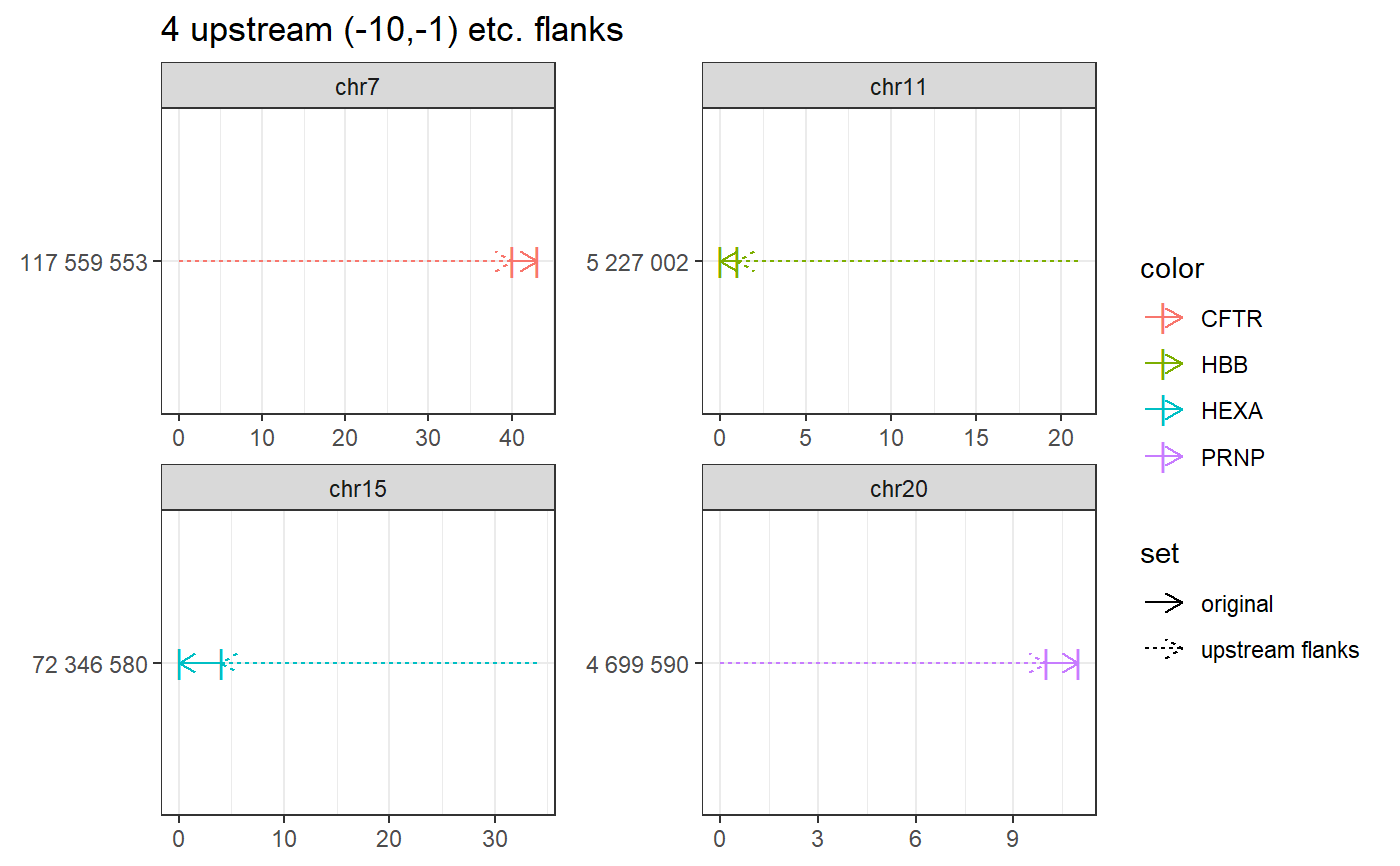 4 upstream (-10,-1) etc. flanks
chr7
chr11
117 559 553
5 227 002
0 10 20 30 40
0 5 10 15 20
chr15
chr20
72 346 580
4 699 590
0 10 20 30
0 3 6 9
color
CFTR
HBB
HEXA
PRNP
set
original
upstream flanks